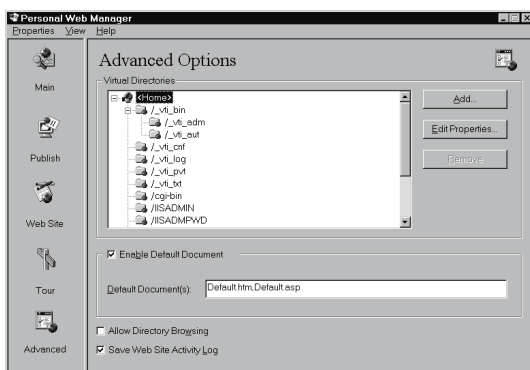 Personal Web Manager
Properties View Help
Main
Publish
Web Site
Tour
Advanced
Advanced Options
Virtual Directories
<Home>
/_vti_bin
/_vti_adm
/_vti_aut
/_vti_cnf
/_vti_log
/_vti_pvt
/_vti_txt
/cgi-bin
/IISADMIN
/IISADMPWD
Add...
Edit Properties...
Remove
Enable Default Document
Default Document(s): Default.htm,Default.asp
Allow Directory Browsing
Save Web Site Activity Log